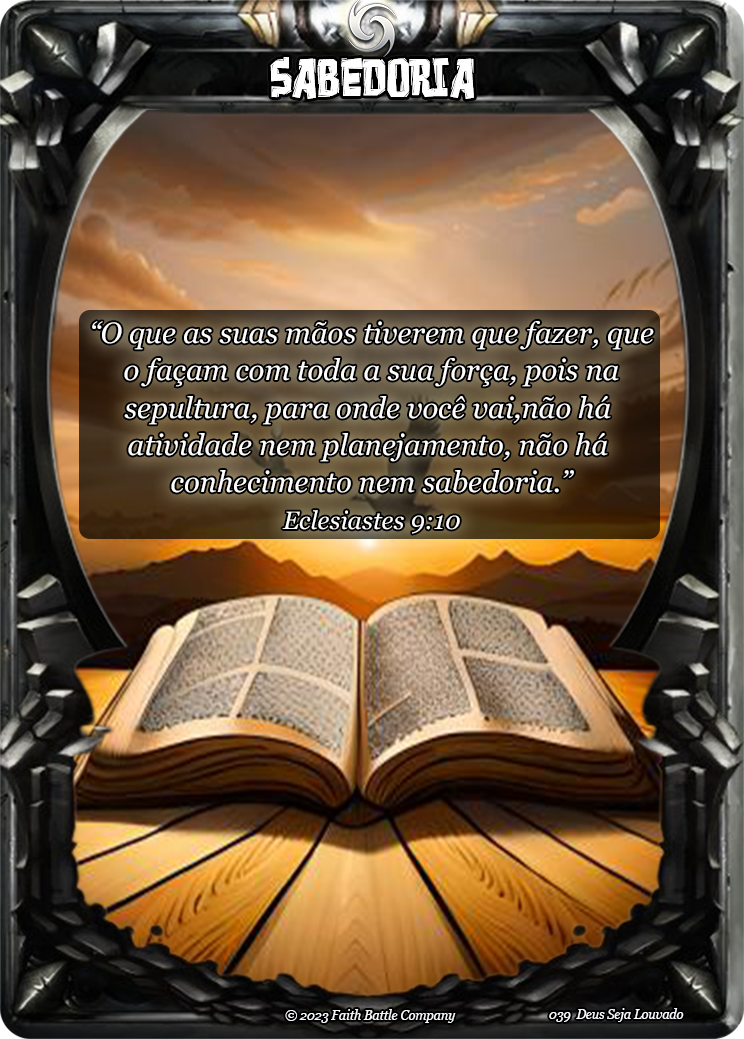 SABEDORIA
“O que as suas mãos tiverem que fazer, que
o façam com toda a sua força, pois na
sepultura, para onde você vai,não há
atividade nem planejamento, não há
conhecimento nem sabedoria.”
Eclesiastes 9:10
© 2023 Faith Battle Company
039 Deus Seja Louvado